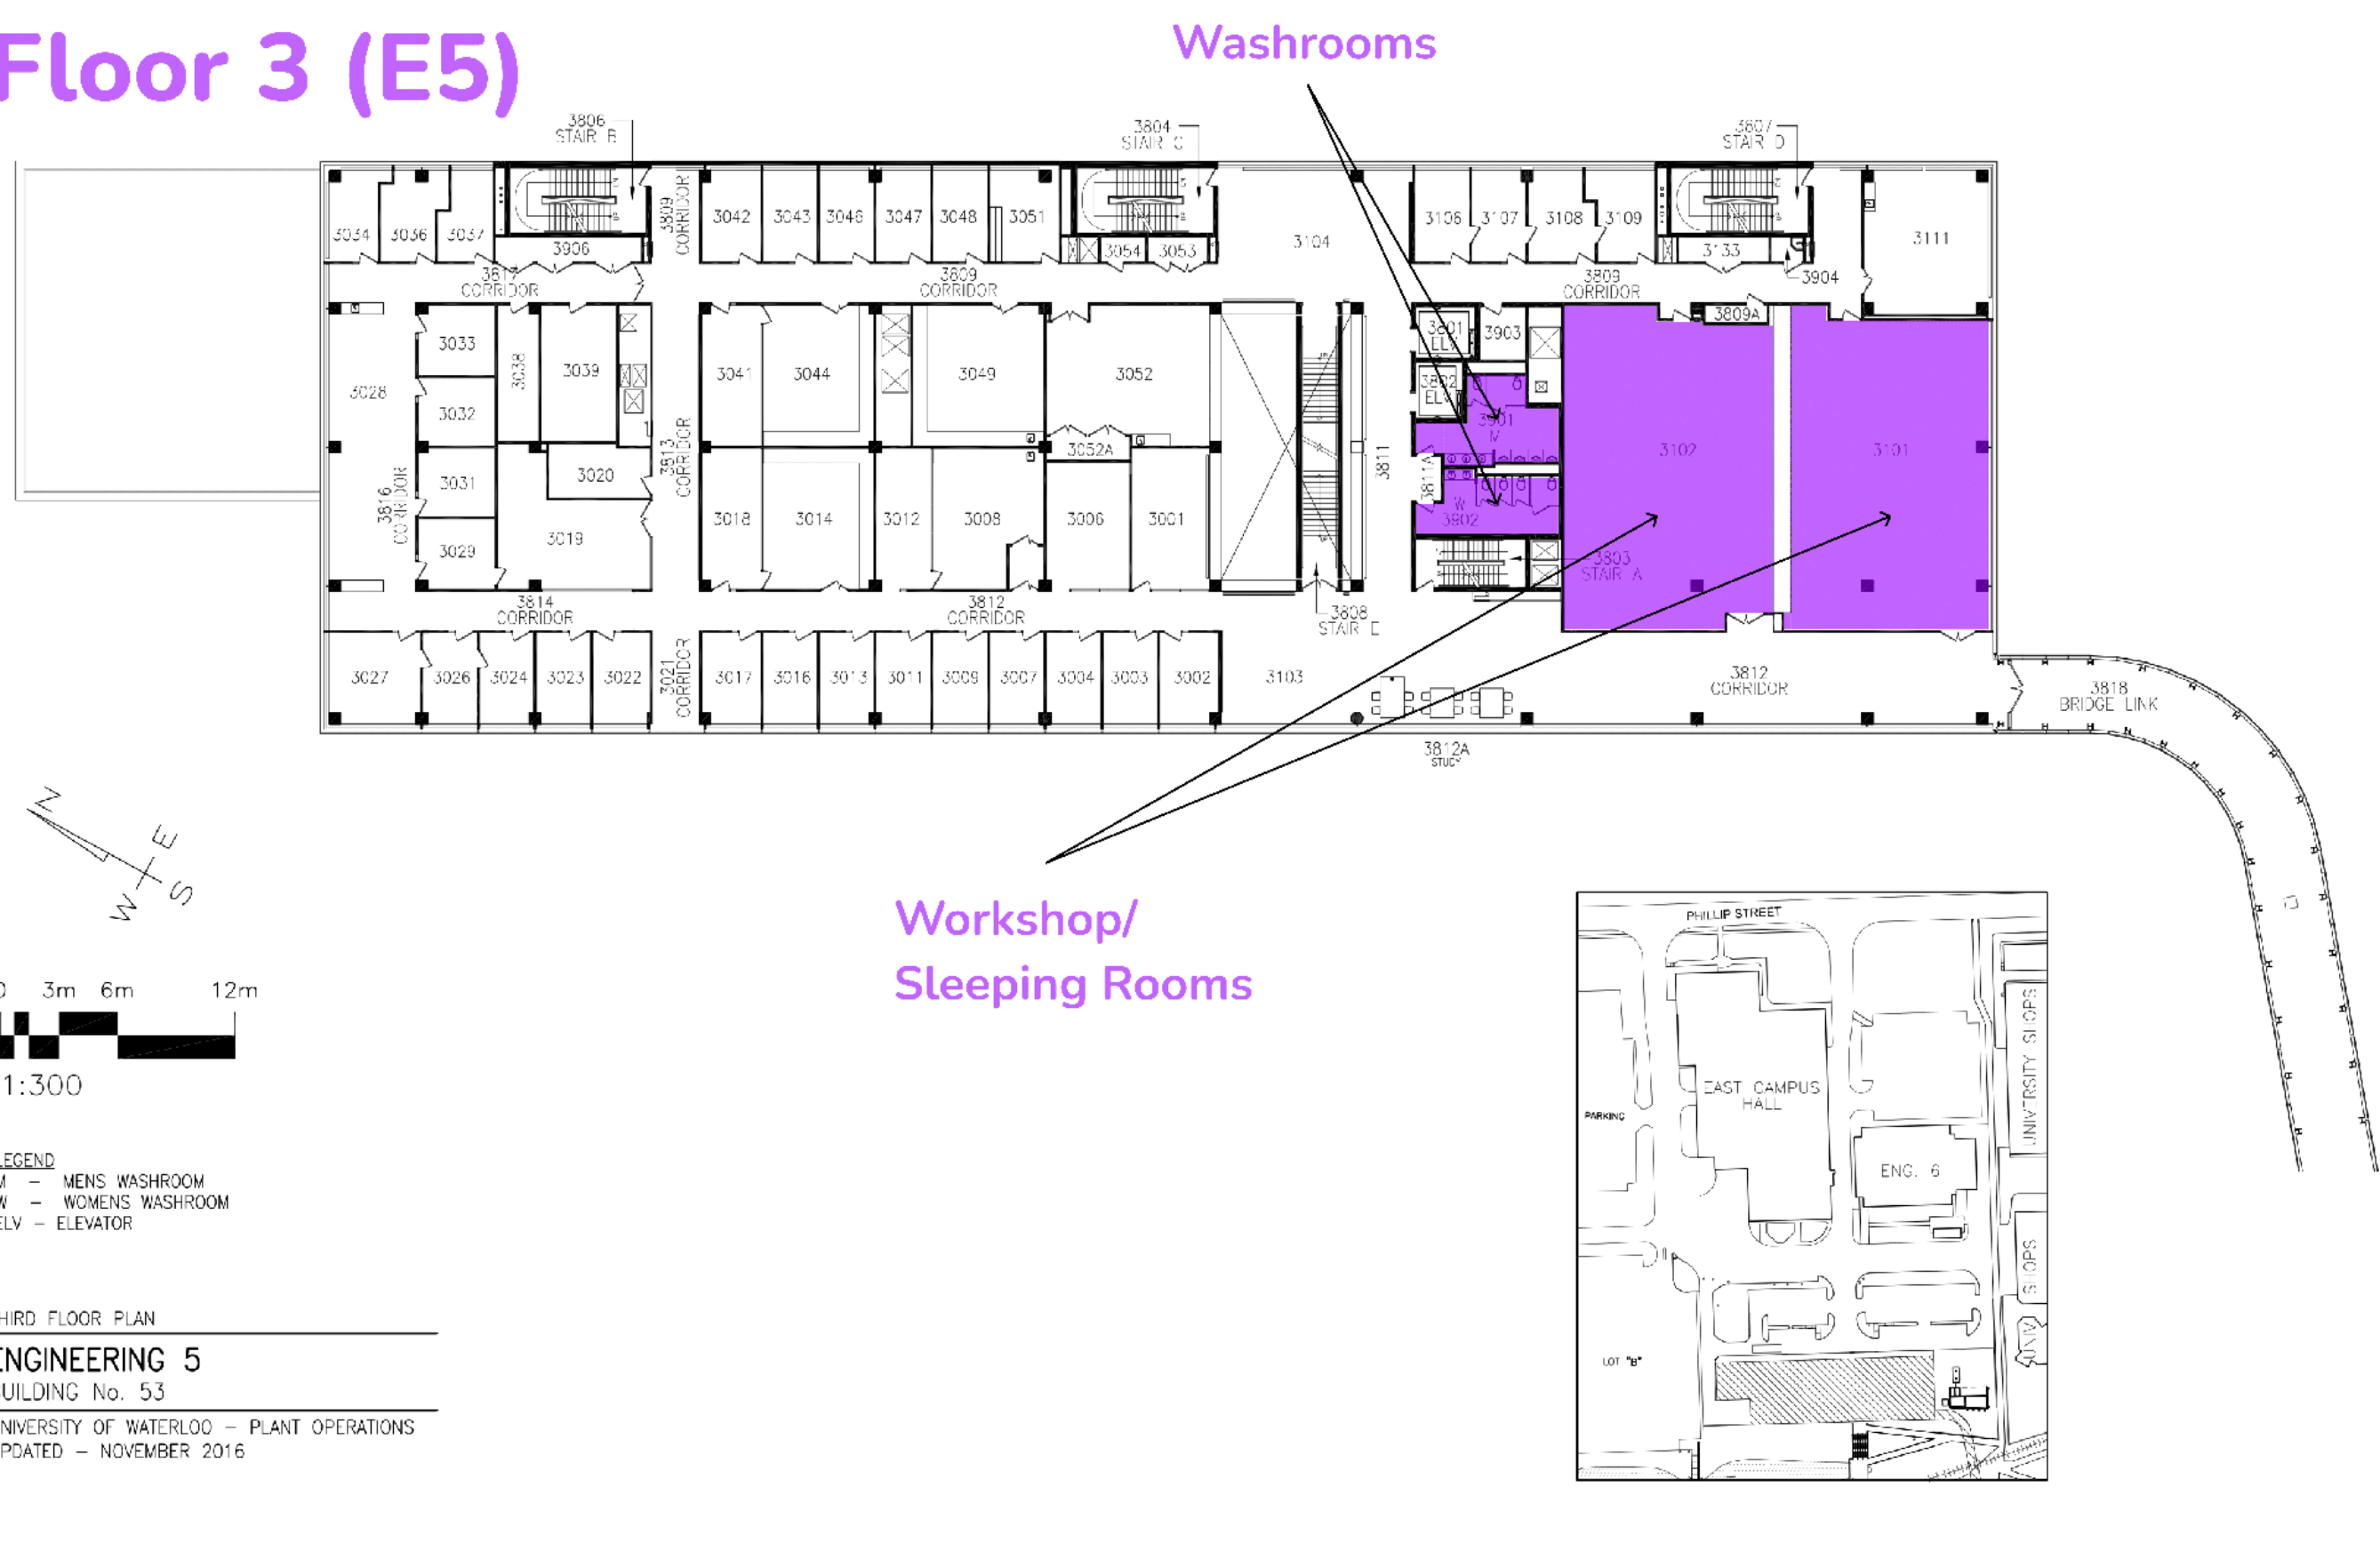 Floor 3 (E5)
Washrooms
3806
STAIR B
3804
STAIR C
3807
STAIR D
3034
3036
3037
3906
3809
CORRIDOR
3042
3043
3046
3047
3048
3051
3054
3053
3104
3106
3107
3108
3109
3133
3904
3111
CORRIDOR
3809
CORRIDOR
3809
CORRIDOR
3809A
3028
3033
3032
3031
3029
3038
3039
3020
3019
3816
CORRIDOR
3813
CORRIDOR
3041
3044
3049
3052
3052A
3018
3014
3012
3008
3006
3001
3811
3811A
3801
ELV
3802
ELV
3903
3901
M
W
3902
3803
STAIR A
3102
3101
3814
CORRIDOR
3812
CORRIDOR
3808
STAIR E
3027
3026
3024
3023
3022
3021
CORRIDOR
3017
3016
3013
3011
3009
3007
3004
3003
3002
3103
3812
CORRIDOR
3818
BRIDGE LINK
3812A
STUDY
N
E
W
S
Workshop/
Sleeping Rooms
0 3m 6m 12m
1:300
LEGEND
M – MENS WASHROOM
W – WOMENS WASHROOM
ELV – ELEVATOR
HIRD FLOOR PLAN
ENGINEERING 5
UILDING No. 53
NIVERSITY OF WATERLOO – PLANT OPERATIONS
PDATED – NOVEMBER 2016
PHILLIP STREET
EAST CAMPUS
HALL
PARKING
ENG. 6
UNIVERSITY SHOPS
SHOPS
UNIV
LOT "B"